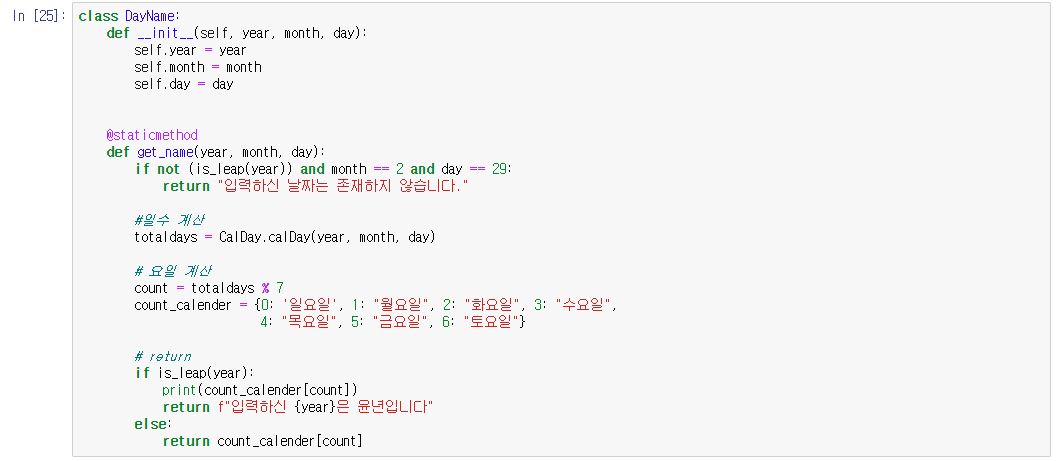 In [25]:
class DayName:
    def __init__(self, year, month, day):
        self.year = year
        self.month = month
        self.day = day
    @staticmethod
    def get_name(year, month, day):
        if not (is_leap(year)) and month == 2 and day == 29:
            return "입력하신 날짜는 존재하지 않습니다."
        #일수 계산
        totaldays = CalDay.calDay(year, month, day)
        # 요일 계산
        count = totaldays % 7
        count_calender = {0: '일요일', 1: "월요일", 2: "화요일", 3: "수요일",
                          4: "목요일", 5: "금요일", 6: "토요일"}
        # return
        if is_leap(year):
            print(count_calender[count])
            return f"입력하신 {year}은 윤년입니다"
        else:
            return count_calender[count]